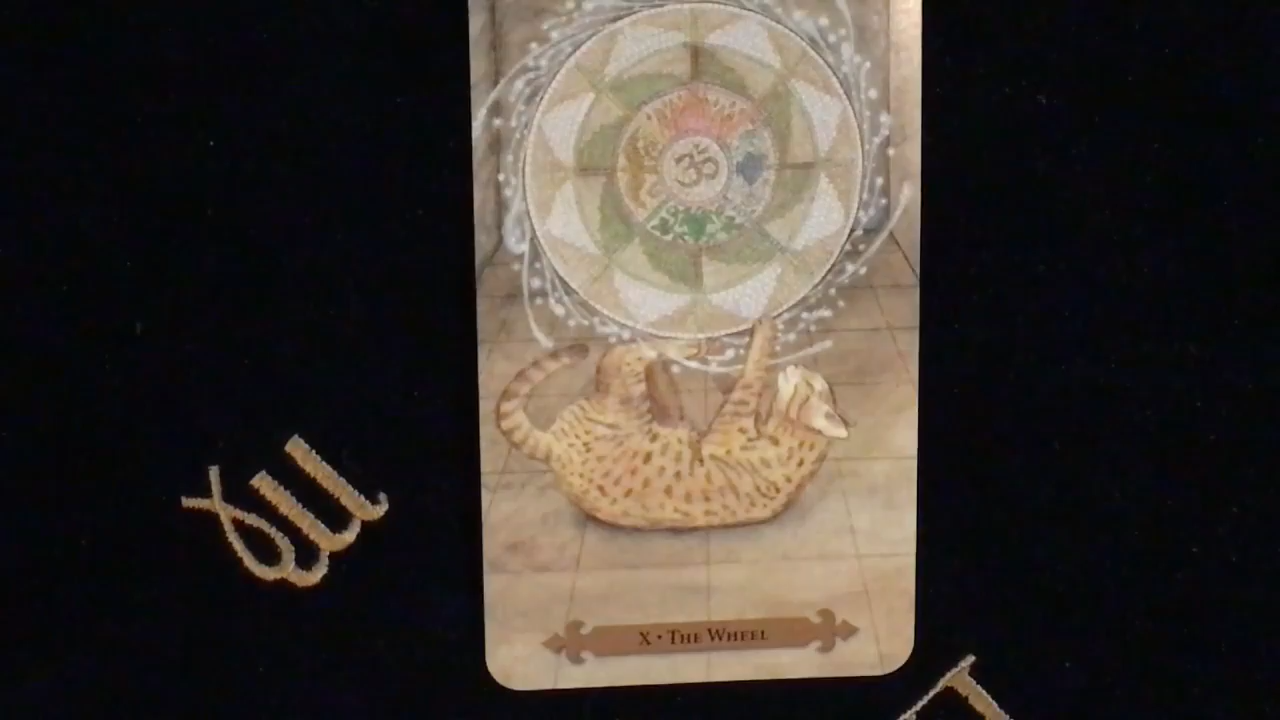 ॐ
X • The Wheel